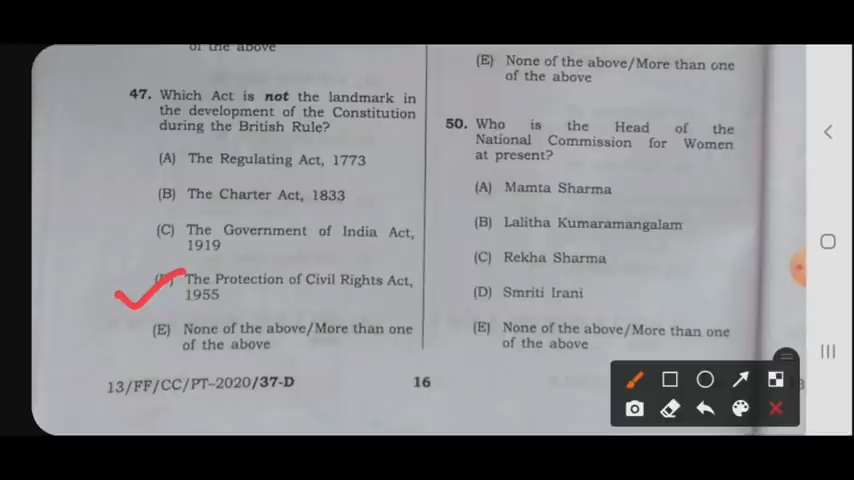 of the above
47. Which Act is not the landmark in
the development of the Constitution
during the British Rule?
(A) The Regulating Act, 1773
(B) The Charter Act, 1833
(C) The Government of India Act,
1919
The Protection of Civil Rights Act,
1955
(E) None of the above/More than one
of the above
13/FF/CC/PT-2020/37-D
16
(E) None of the above/More than one
of the above
50. Who is the Head of the
National Commission for Women
at present?
(A) Mamta Sharma
(B) Lalitha Kumaramangalam
(C) Rekha Sharma
(D) Smriti Irani
(E) None of the above/More than one
of the above